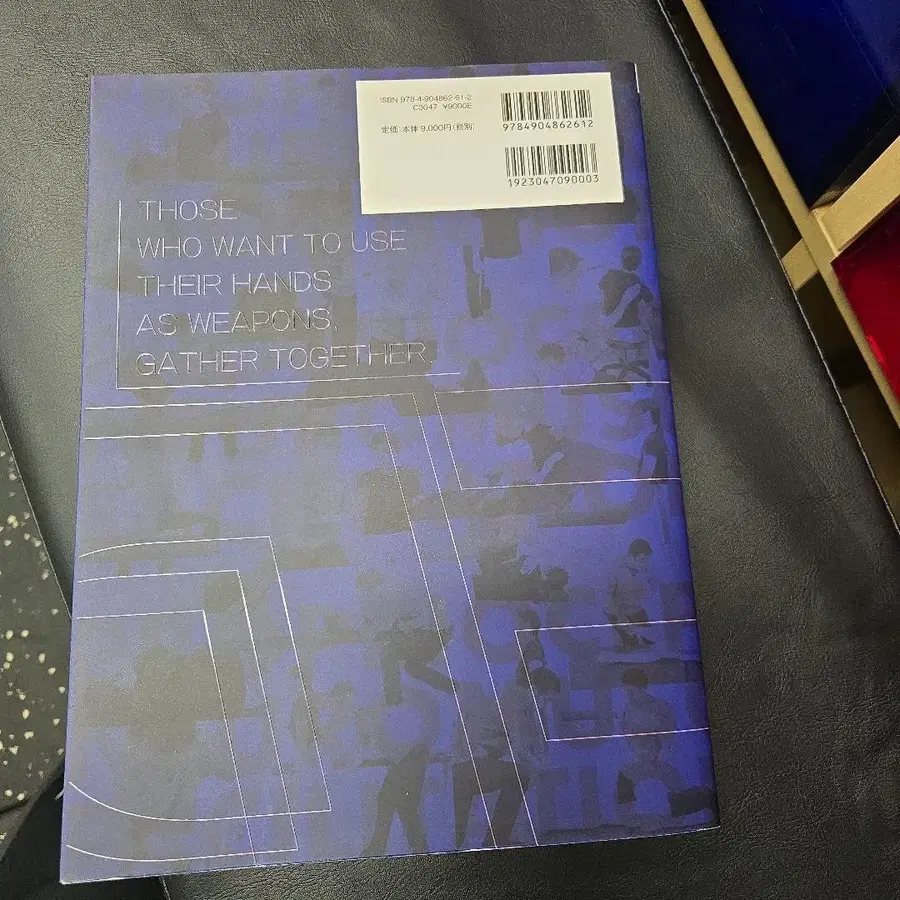 ISBN 978-4-904862-61-2
C3047 ¥9000E
定価:本体 9,000円(税別)
9784904862612
1923047090003
THOSE
WHO WANT TO USE
THEIR HANDS
AS WEAPONS,
GATHER TOGETHER.